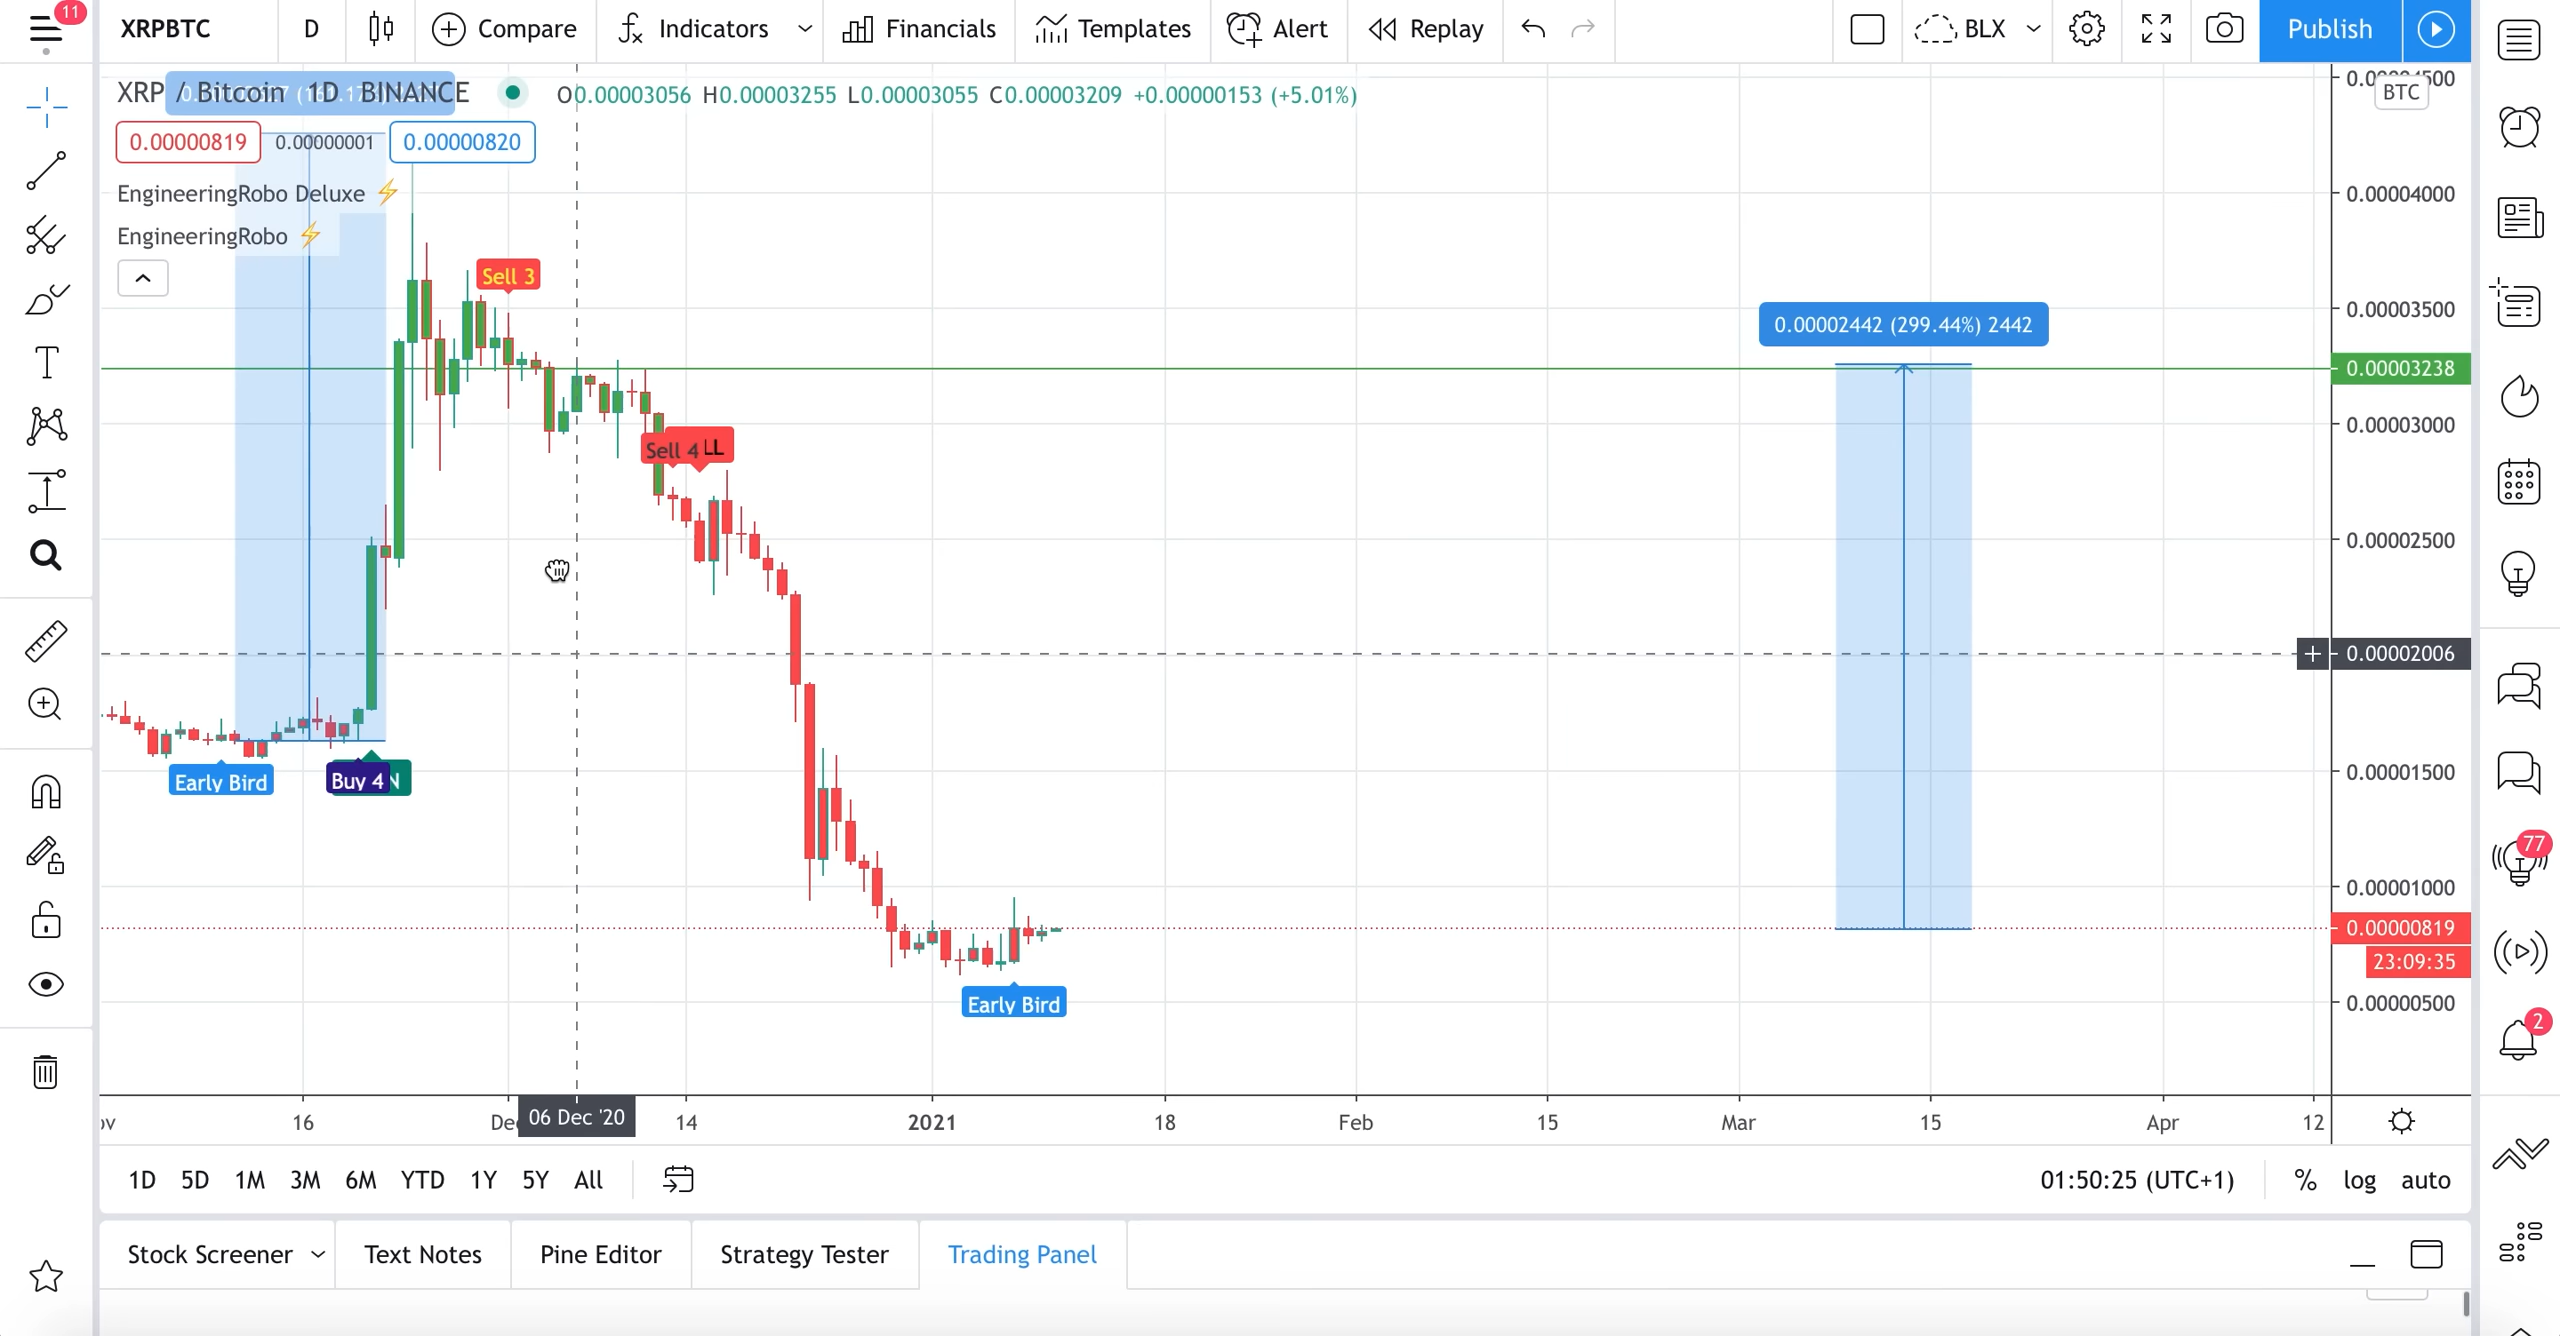 11
XRPBTC D Compare Indicators Financials Templates Alert Replay BLX Publish
XRP / Bitcoin 1D BINANCE O0.00003056 H0.00003255 L0.00003055 C0.00003209 +0.00000153 (+5.01%)
BTC
0.00000819 0.00000001 0.00000820
EngineeringRobo Deluxe
EngineeringRobo
0.00004000
Sell 3
0.00003500
0.00002442 (299.44%) 2442
0.00003238
0.00003000
Sell 4 LL
0.00002500
0.00002006
0.00001500
Early Bird
Buy 4 N
77
0.00001000
0.00000819
23:09:35
0.00000500
Early Bird
2
16 06 Dec '20 14 2021 18 Feb 15 Mar 15 Apr 12
1D 5D 1M 3M 6M YTD 1Y 5Y All 01:50:25 (UTC+1) % log auto
Stock Screener Text Notes Pine Editor Strategy Tester Trading Panel